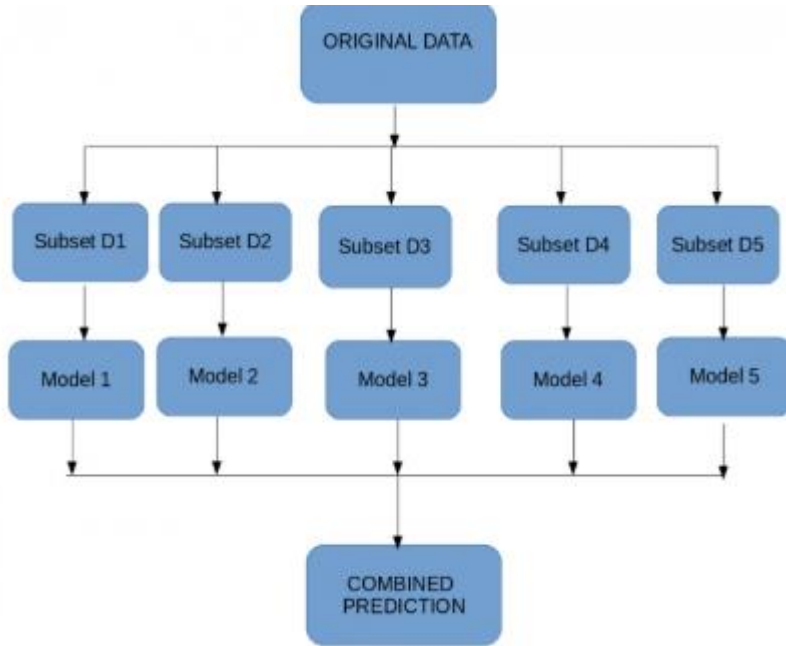 ORIGINAL DATA
Subset D1
Subset D2
Subset D3
Subset D4
Subset D5
Model 1
Model 2
Model 3
Model 4
Model 5
COMBINED
PREDICTION